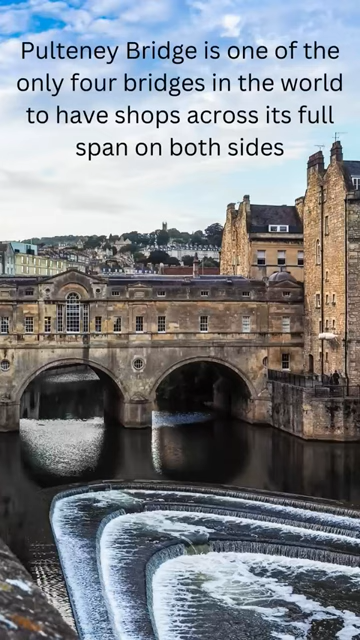 Pulteney Bridge is one of the
only four bridges in the world
to have shops across its full
span on both sides